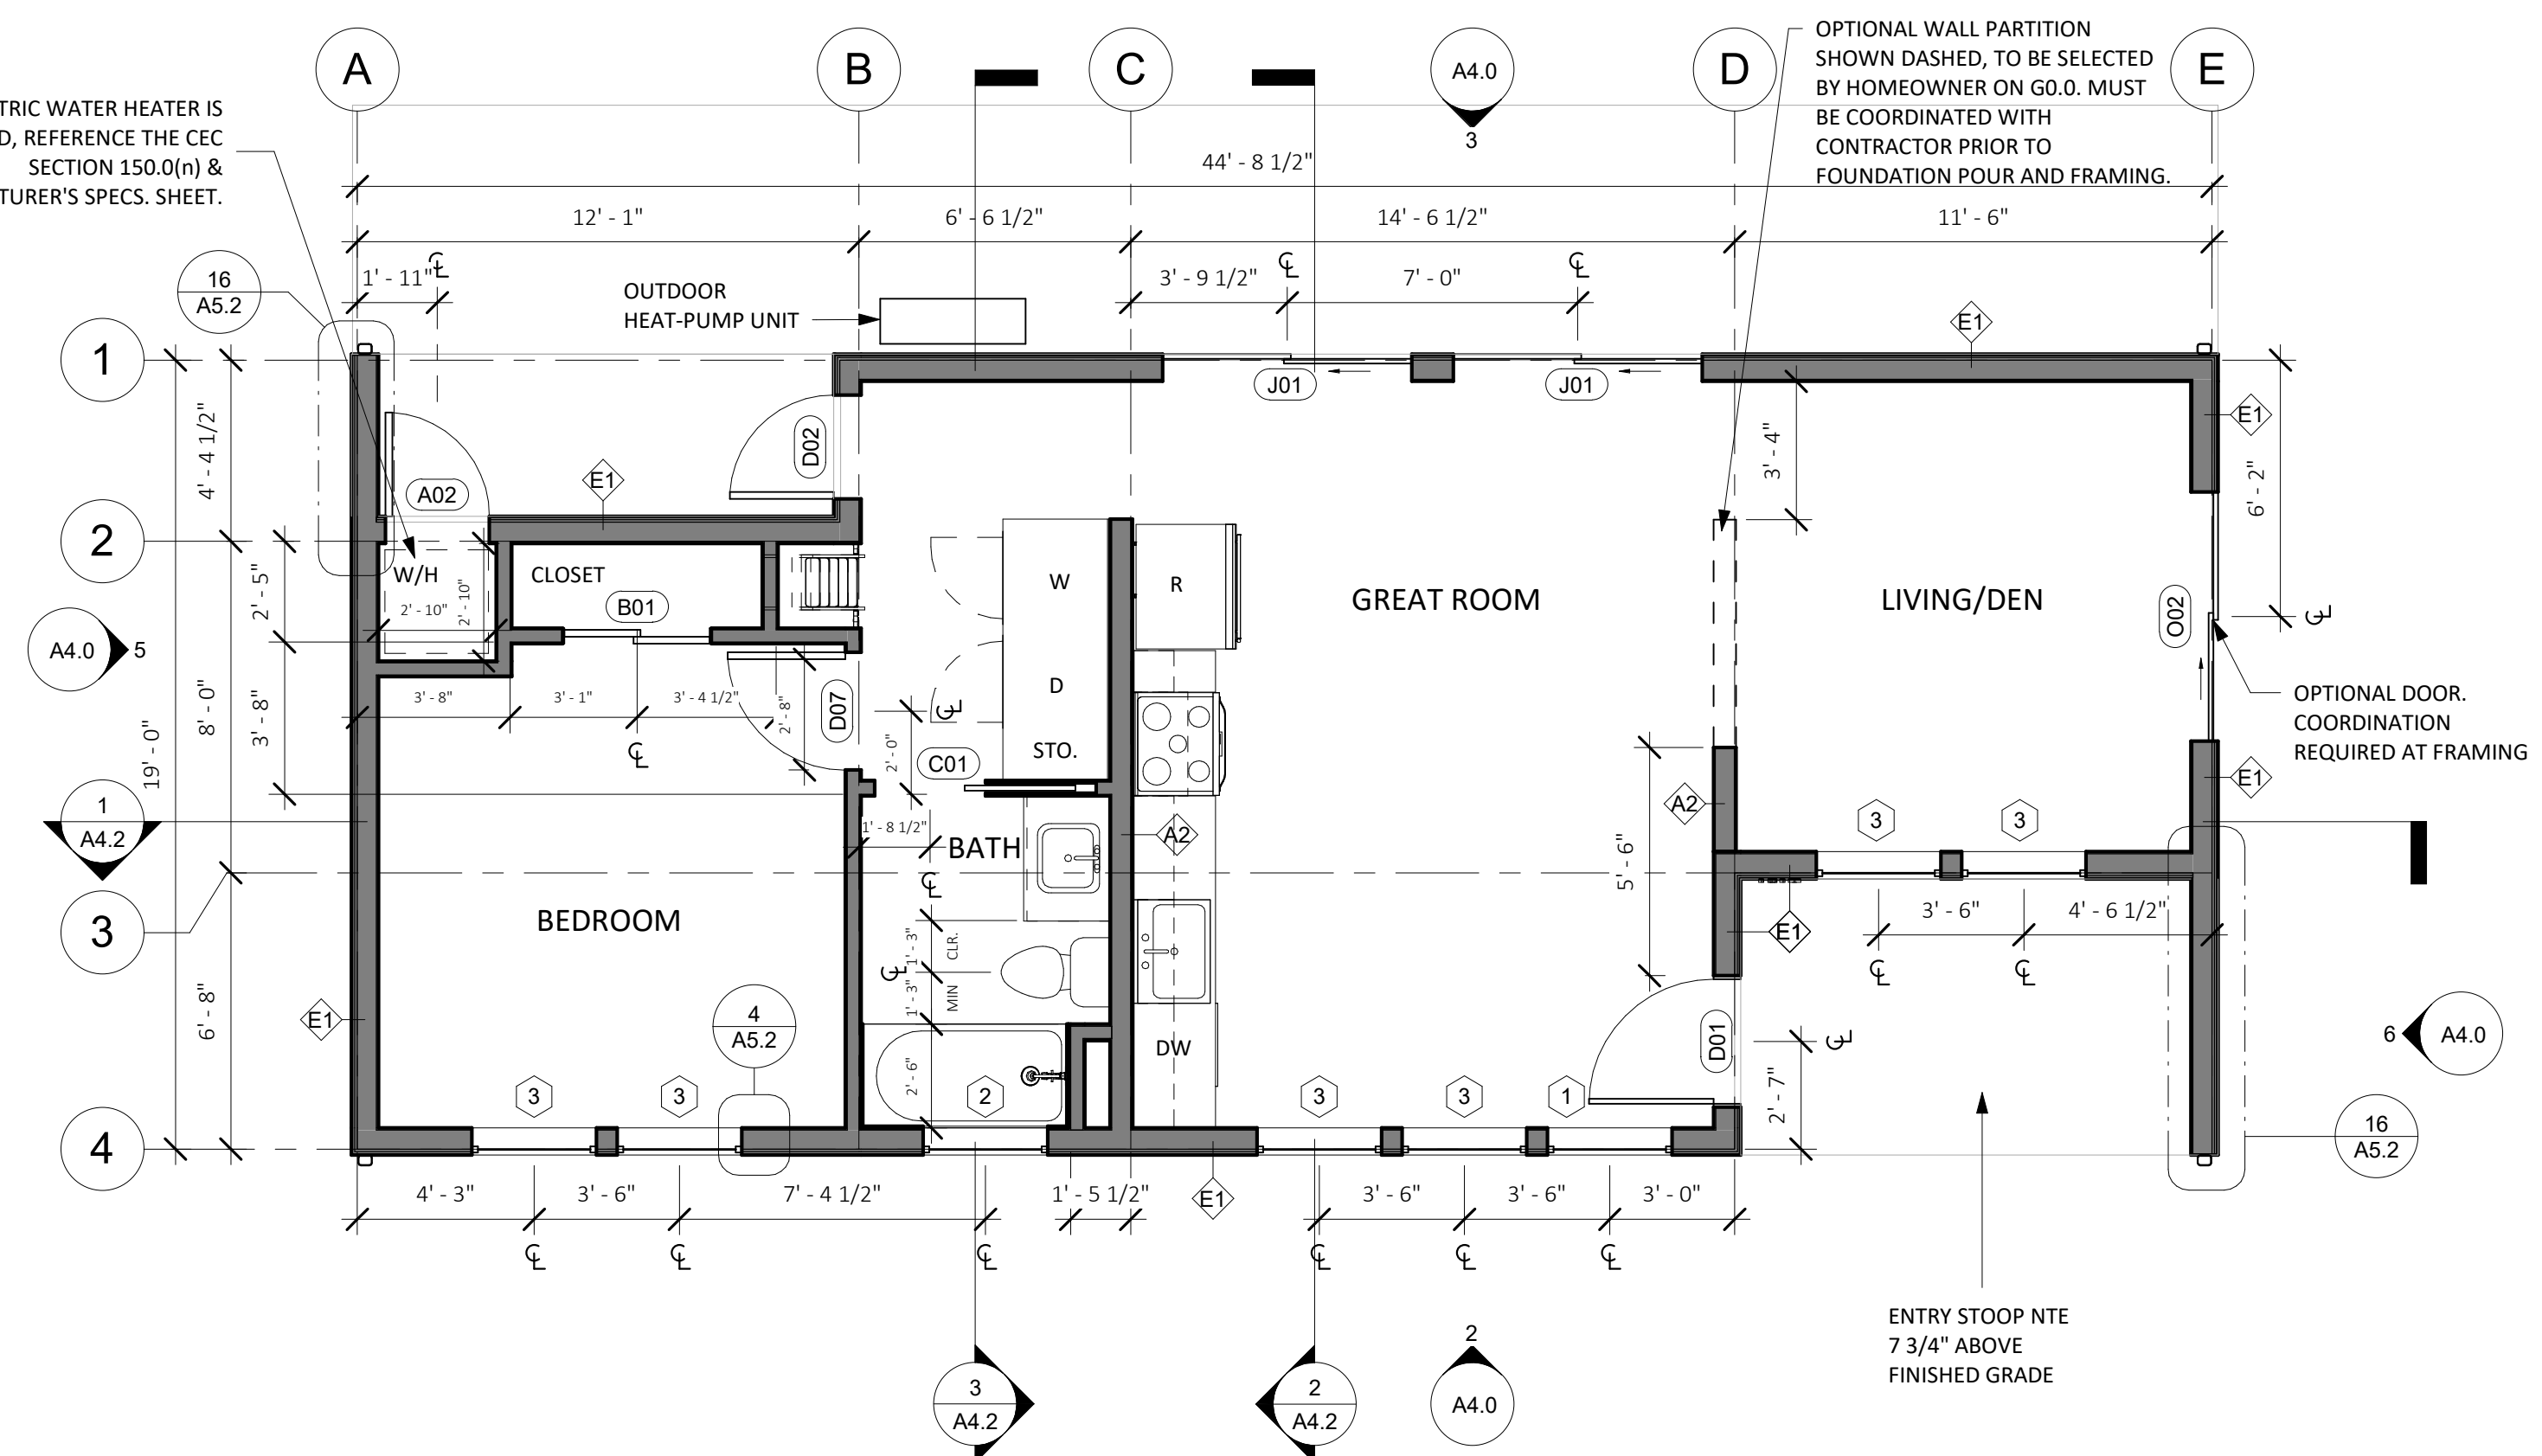 A
B
C
D
E
A4.0
3
OPTIONAL WALL PARTITION
SHOWN DASHED, TO BE SELECTED
BY HOMEOWNER ON G0.0. MUST
BE COORDINATED WITH
CONTRACTOR PRIOR TO
FOUNDATION POUR AND FRAMING.
TRIC WATER HEATER IS
D, REFERENCE THE CEC
SECTION 150.0(n) &
TURER'S SPECS. SHEET.
44' - 8 1/2"
12' - 1"
6' - 6 1/2"
14' - 6 1/2"
11' - 6"
1' - 11"
3' - 9 1/2"
7' - 0"
16
A5.2
OUTDOOR
HEAT-PUMP UNIT
E1
1
J01
J01
E1
4' - 4 1/2"
D02
3' - 4"
6' - 2"
A02
E1
2
2' - 5"
W/H
2' - 10"
2' - 10"
CLOSET
B01
W
R
GREAT ROOM
LIVING/DEN
O02
A4.0
5
8' - 0"
19' - 0"
3' - 8"
3' - 8"
3' - 1"
3' - 4 1/2"
2' - 8"
D07
D
OPTIONAL DOOR.
COORDINATION
REQUIRED AT FRAMING
2' - 0"
C01
STO.
E1
1
A4.2
A2
1' - 8 1/2"
BATH
A2
3
3
5' - 6"
3
BEDROOM
3' - 6"
4' - 6 1/2"
E1
1' - 3"
CLR.
1' - 3"
MIN
6' - 8"
E1
4
A5.2
D01
6
A4.0
DW
2' - 6"
3
3
2
3
3
1
2' - 7"
4
16
A5.2
4' - 3"
3' - 6"
7' - 4 1/2"
1' - 5 1/2"
E1
3' - 6"
3' - 6"
3' - 0"
ENTRY STOOP NTE
7 3/4" ABOVE
FINISHED GRADE
3
A4.2
2
A4.2
2
A4.0